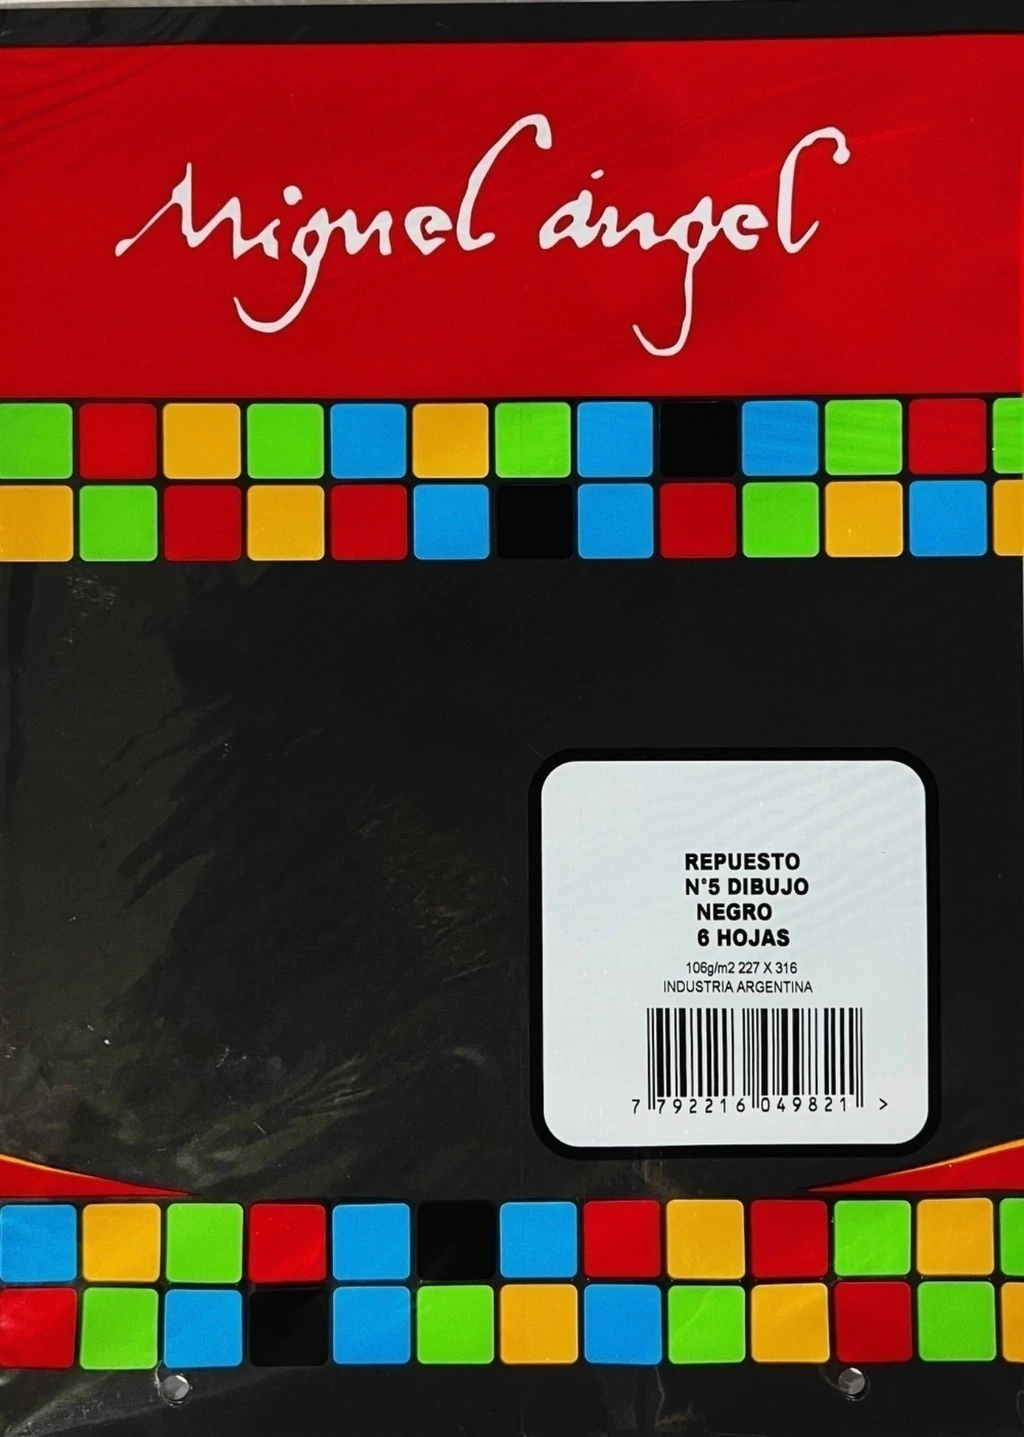 Miguel ángel
REPUESTO
N°5 DIBUJO
NEGRO
6 HOJAS
106g/m2 227 X 316
INDUSTRIA ARGENTINA
7 792216 049821 >